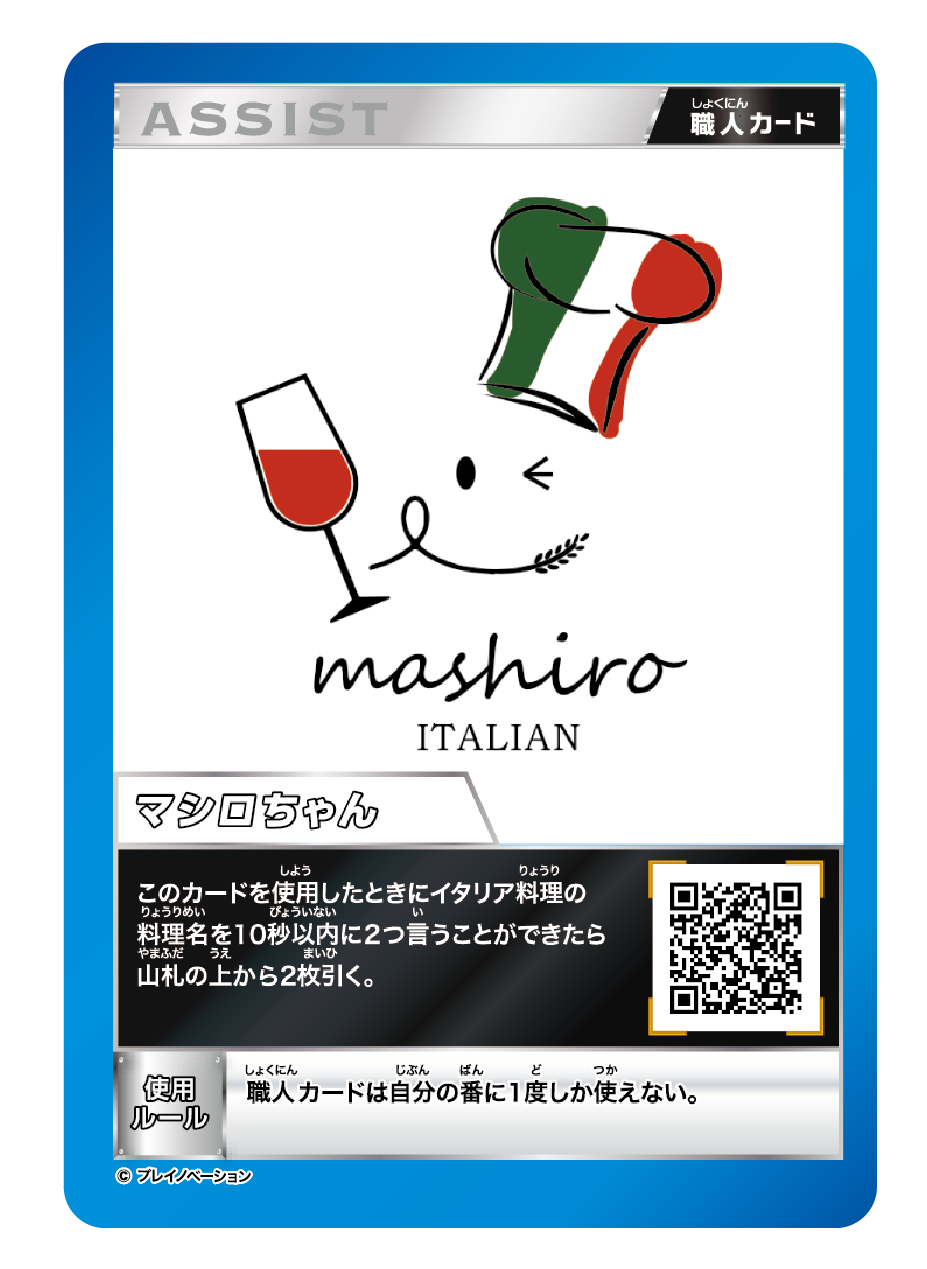 ASSIST
しょくにん
職人カード
mashiro
ITALIAN
マシロちゃん
しよう りょうり
このカードを使用したときにイタリア料理の
りょうりめい びょういない い
料理名を10秒以内に2つ言うことができたら
やまふだ うえ まいひ
山札の上から2枚引く。
使用
ルール
しょくにん じぶん ばん ど つか
職人カードは自分の番に1度しか使えない。
© プレイノベーション